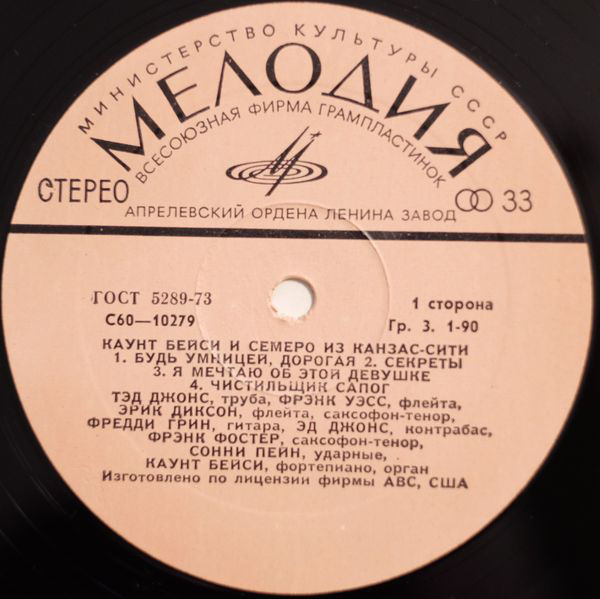 МИНИСТЕРСТВО КУЛЬТУРЫ СССР
МЕЛОДИЯ
ВСЕСОЮЗНАЯ ФИРМА ГРАМПЛАСТИНОК
СТЕРЕО
33
АПРЕЛЕВСКИЙ ОРДЕНА ЛЕНИНА ЗАВОД
ГОСТ 5289-73
1 сторона
С60—10279
Гр. 3. 1-90
КАУНТ БЕЙСИ И СЕМЕРО ИЗ КАНЗАС-СИТИ
1. БУДЬ УМНИЦЕЙ, ДОРОГАЯ 2. СЕКРЕТЫ
3. Я МЕЧТАЮ ОБ ЭТОЙ ДЕВУШКЕ
4. ЧИСТИЛЬЩИК САПОГ
ТЭД ДЖОНС, труба, ФРЭНК УЭСС, флейта,
ЭРИК ДИКСОН, флейта, саксофон-тенор,
ФРЕДДИ ГРИН, гитара, ЭД ДЖОНС, контрабас,
ФРЭНК ФОСТЕР, саксофон-тенор,
СОННИ ПЕЙН, ударные,
КАУНТ БЕЙСИ, фортепиано, орган
Изготовлено по лицензии фирмы ABC, США